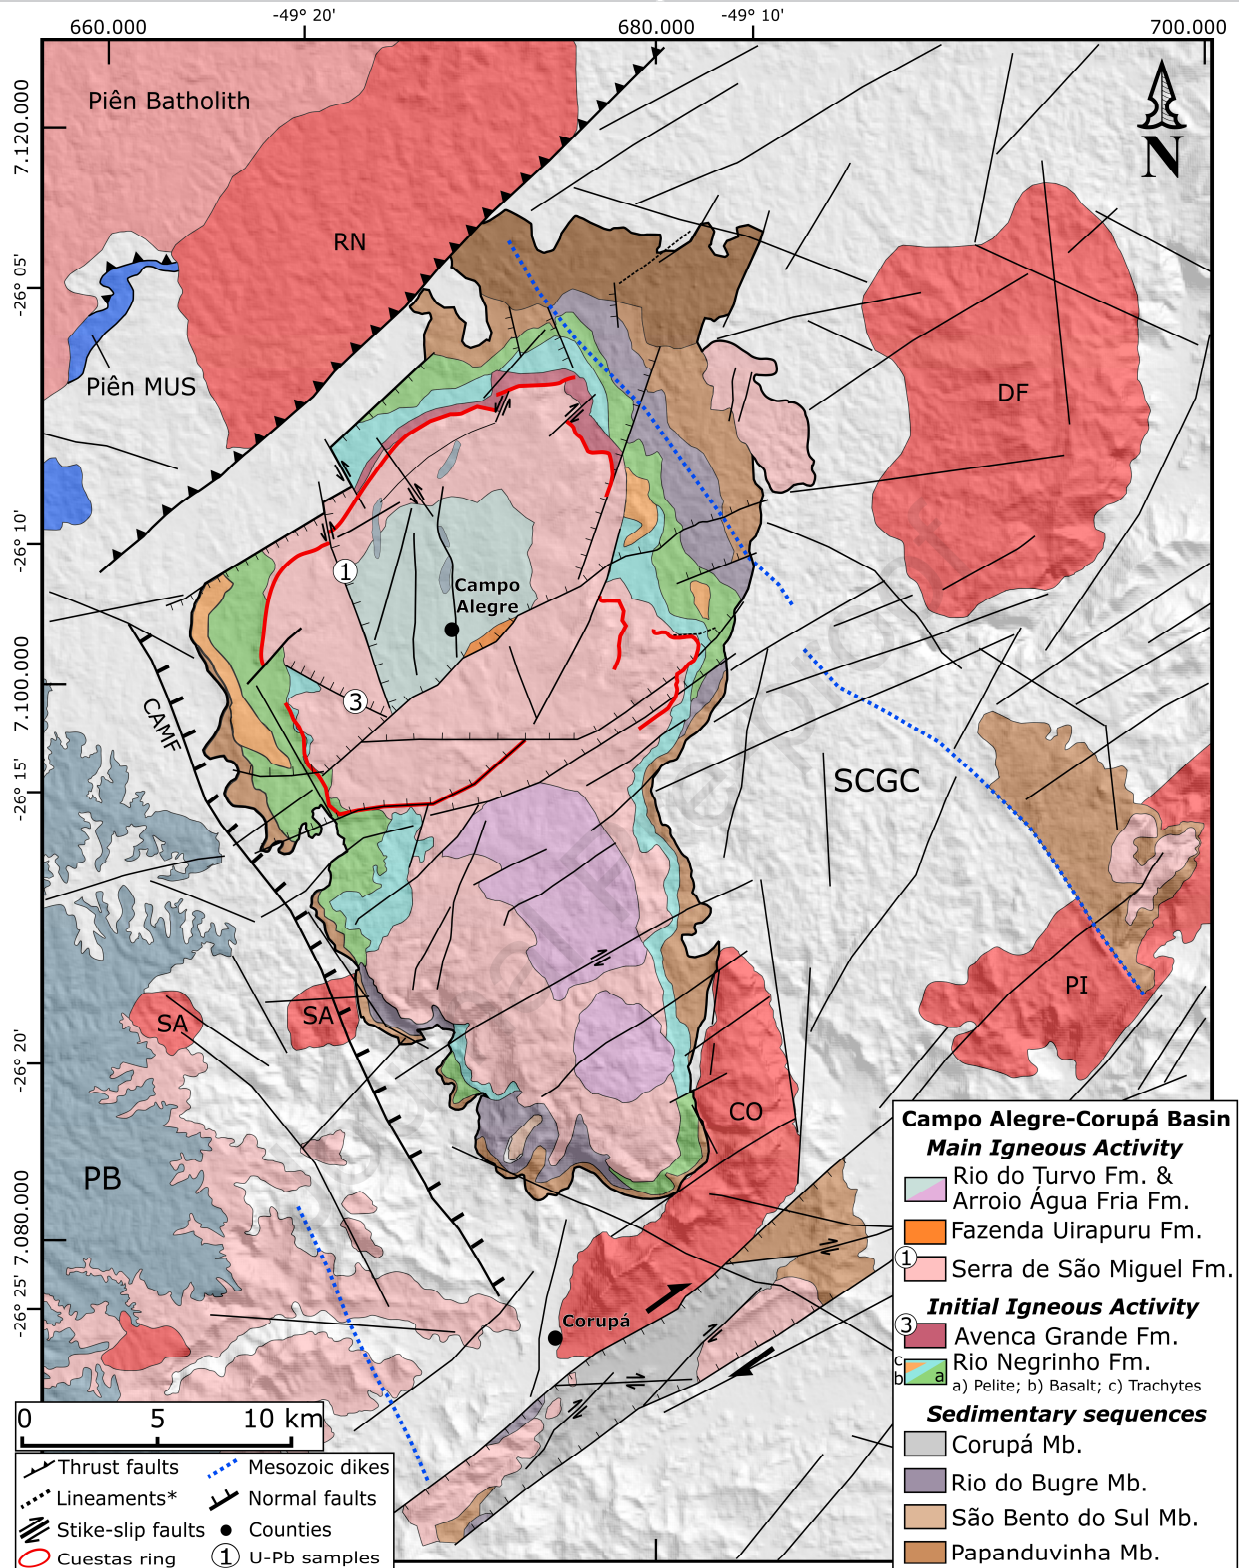 660.000
-49° 20'
680.000
-49° 10'
700.000
7.120.000
-26° 05'
-26° 10'
7.100.000
-26° 15'
-26° 20'
7.080.000
-26° 25'
Piên Batholith
N
RN
Piên MUS
DF
1
Campo
Alegre
3
CAMF
SCGC
PI
SA
SA
CO
PB
Corupá
Campo Alegre-Corupá Basin
Main Igneous Activity
Rio do Turvo Fm. &
Arroio Água Fria Fm.
Fazenda Uirapuru Fm.
1
Serra de São Miguel Fm.
Initial Igneous Activity
3
Avenca Grande Fm.
c
b
a
Rio Negrinho Fm.
a) Pelite; b) Basalt; c) Trachytes
Sedimentary sequences
Corupá Mb.
Rio do Bugre Mb.
São Bento do Sul Mb.
Papanduvinha Mb.
0 5 10 km
Thrust faults
Mesozoic dikes
Lineaments*
Normal faults
Stike-slip faults
Counties
Cuestas ring
1 U-Pb samples